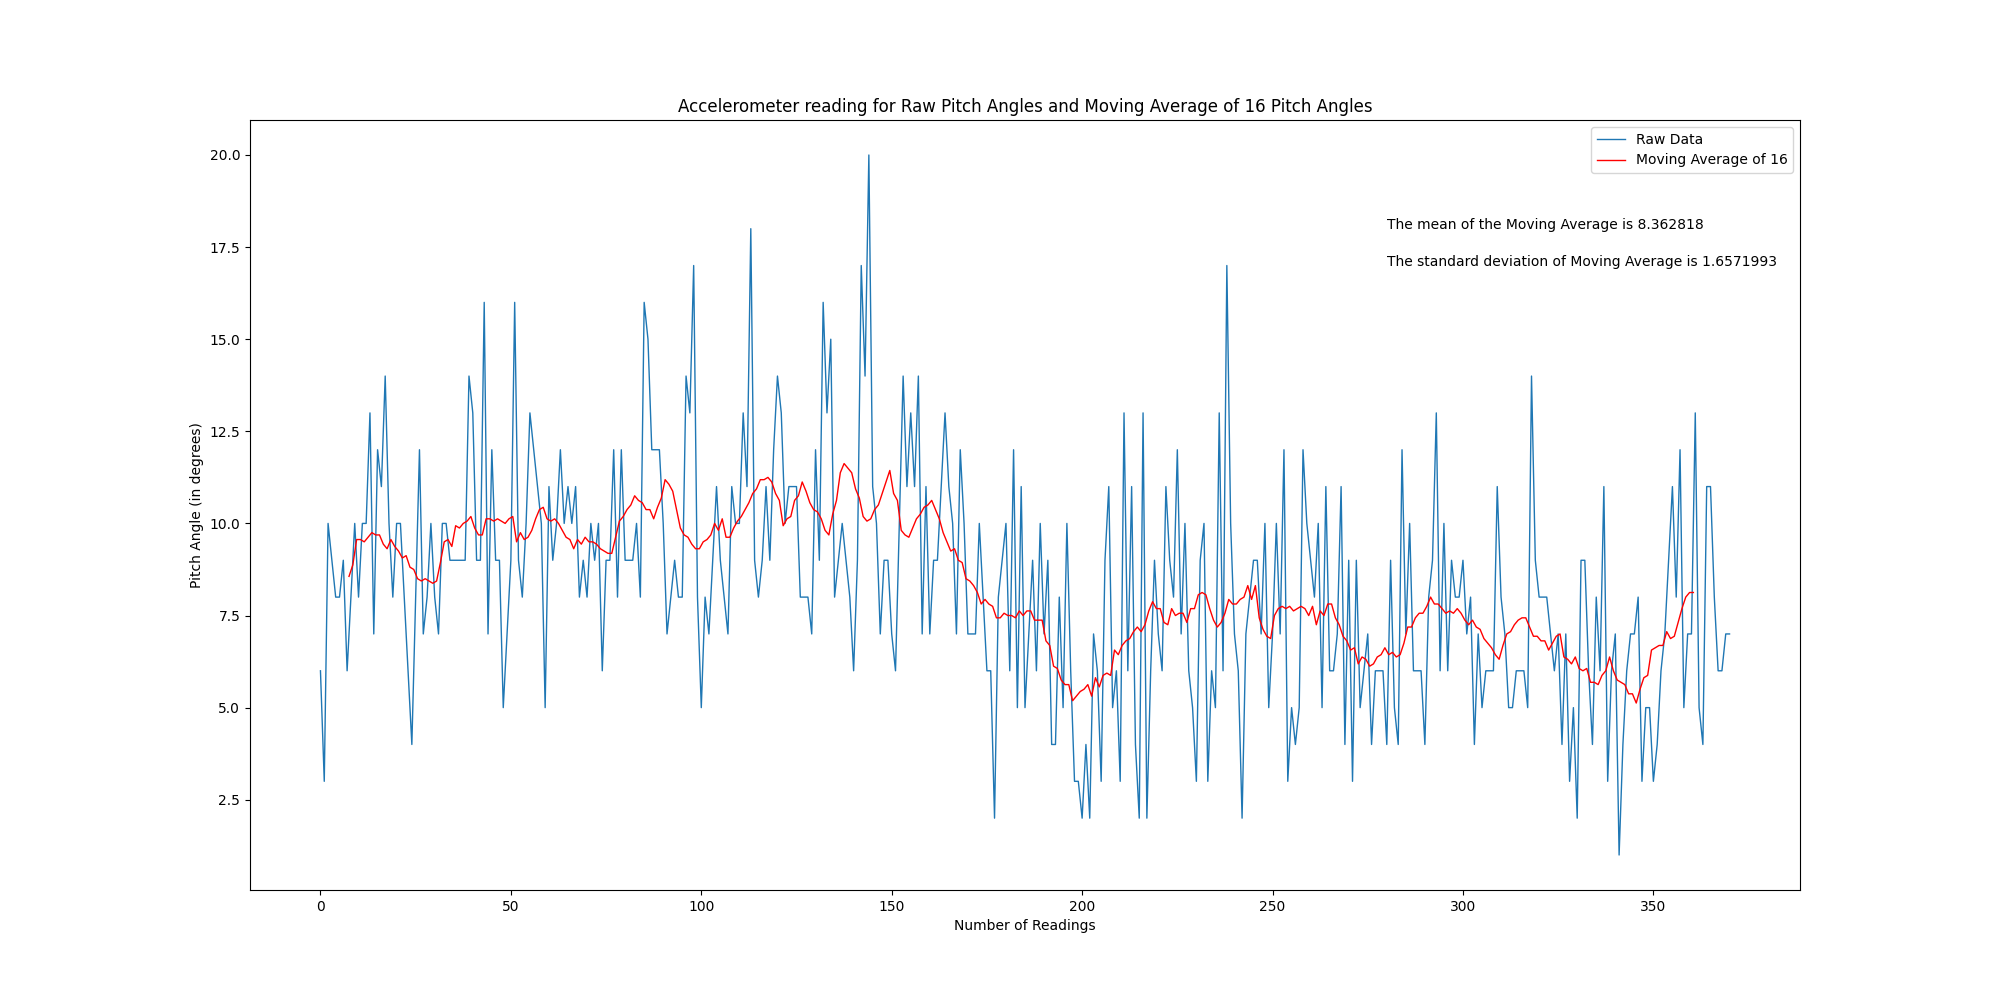 Accelerometer reading for Raw Pitch Angles and Moving Average of 16 Pitch Angles
Raw Data
Moving Average of 16
The mean of the Moving Average is 8.362818
The standard deviation of Moving Average is 1.6571993
Pitch Angle (in degrees)
20.0
17.5
15.0
12.5
10.0
7.5
5.0
2.5
0 50 100 150 200 250 300 350
Number of Readings